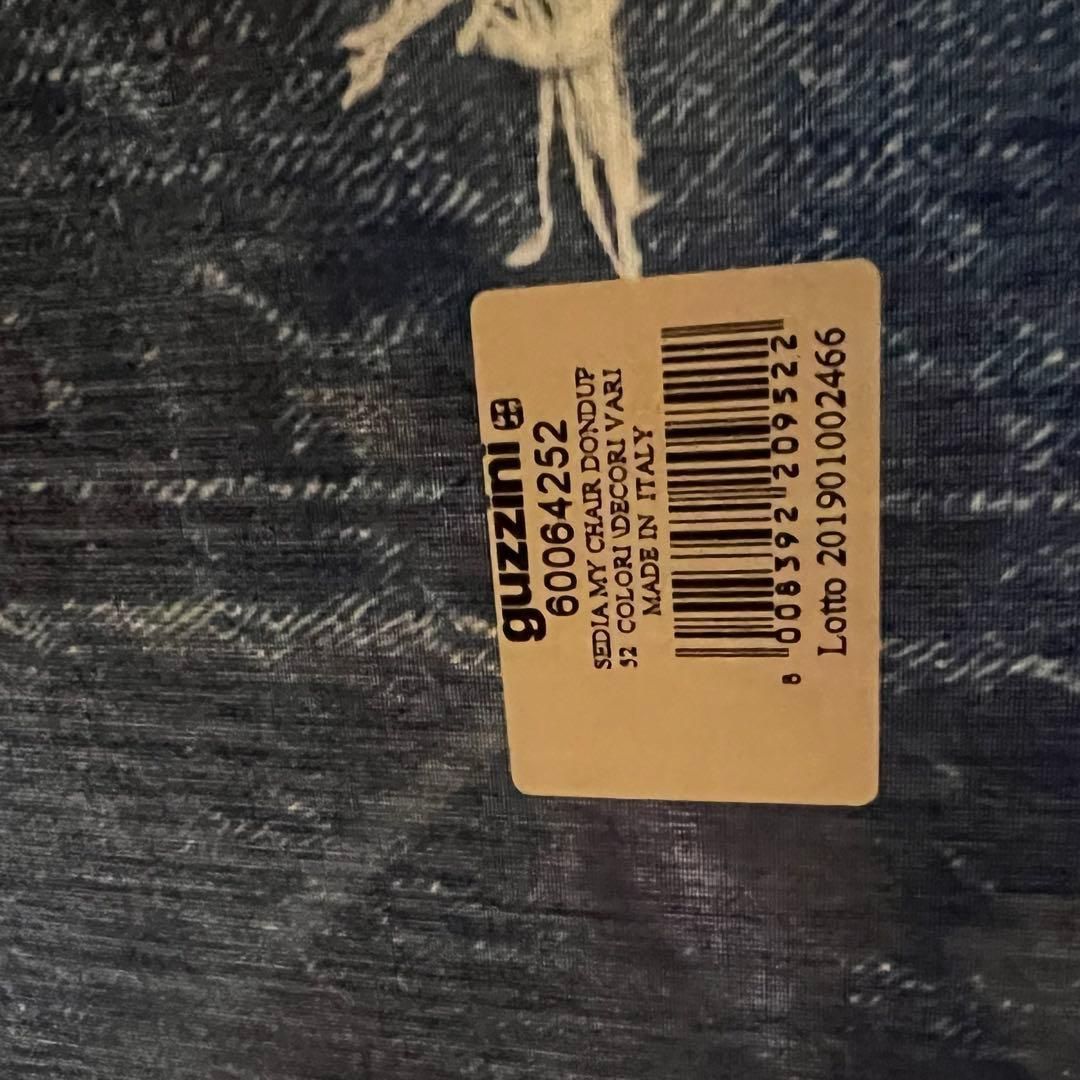 guzzini
60064252
SEDIA MY CHAIR DONDUP
52 COLORI \DECORI VARI
MADE IN ITALY
8 008392 209522
Lotto 201901002466